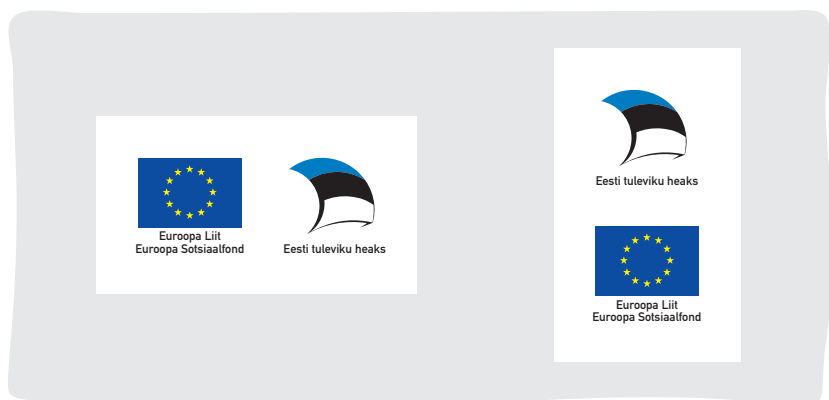 Euroopa Liit
Euroopa Sotsiaalfond
Eesti tuleviku heaks
Eesti tuleviku heaks
Euroopa Liit
Euroopa Sotsiaalfond